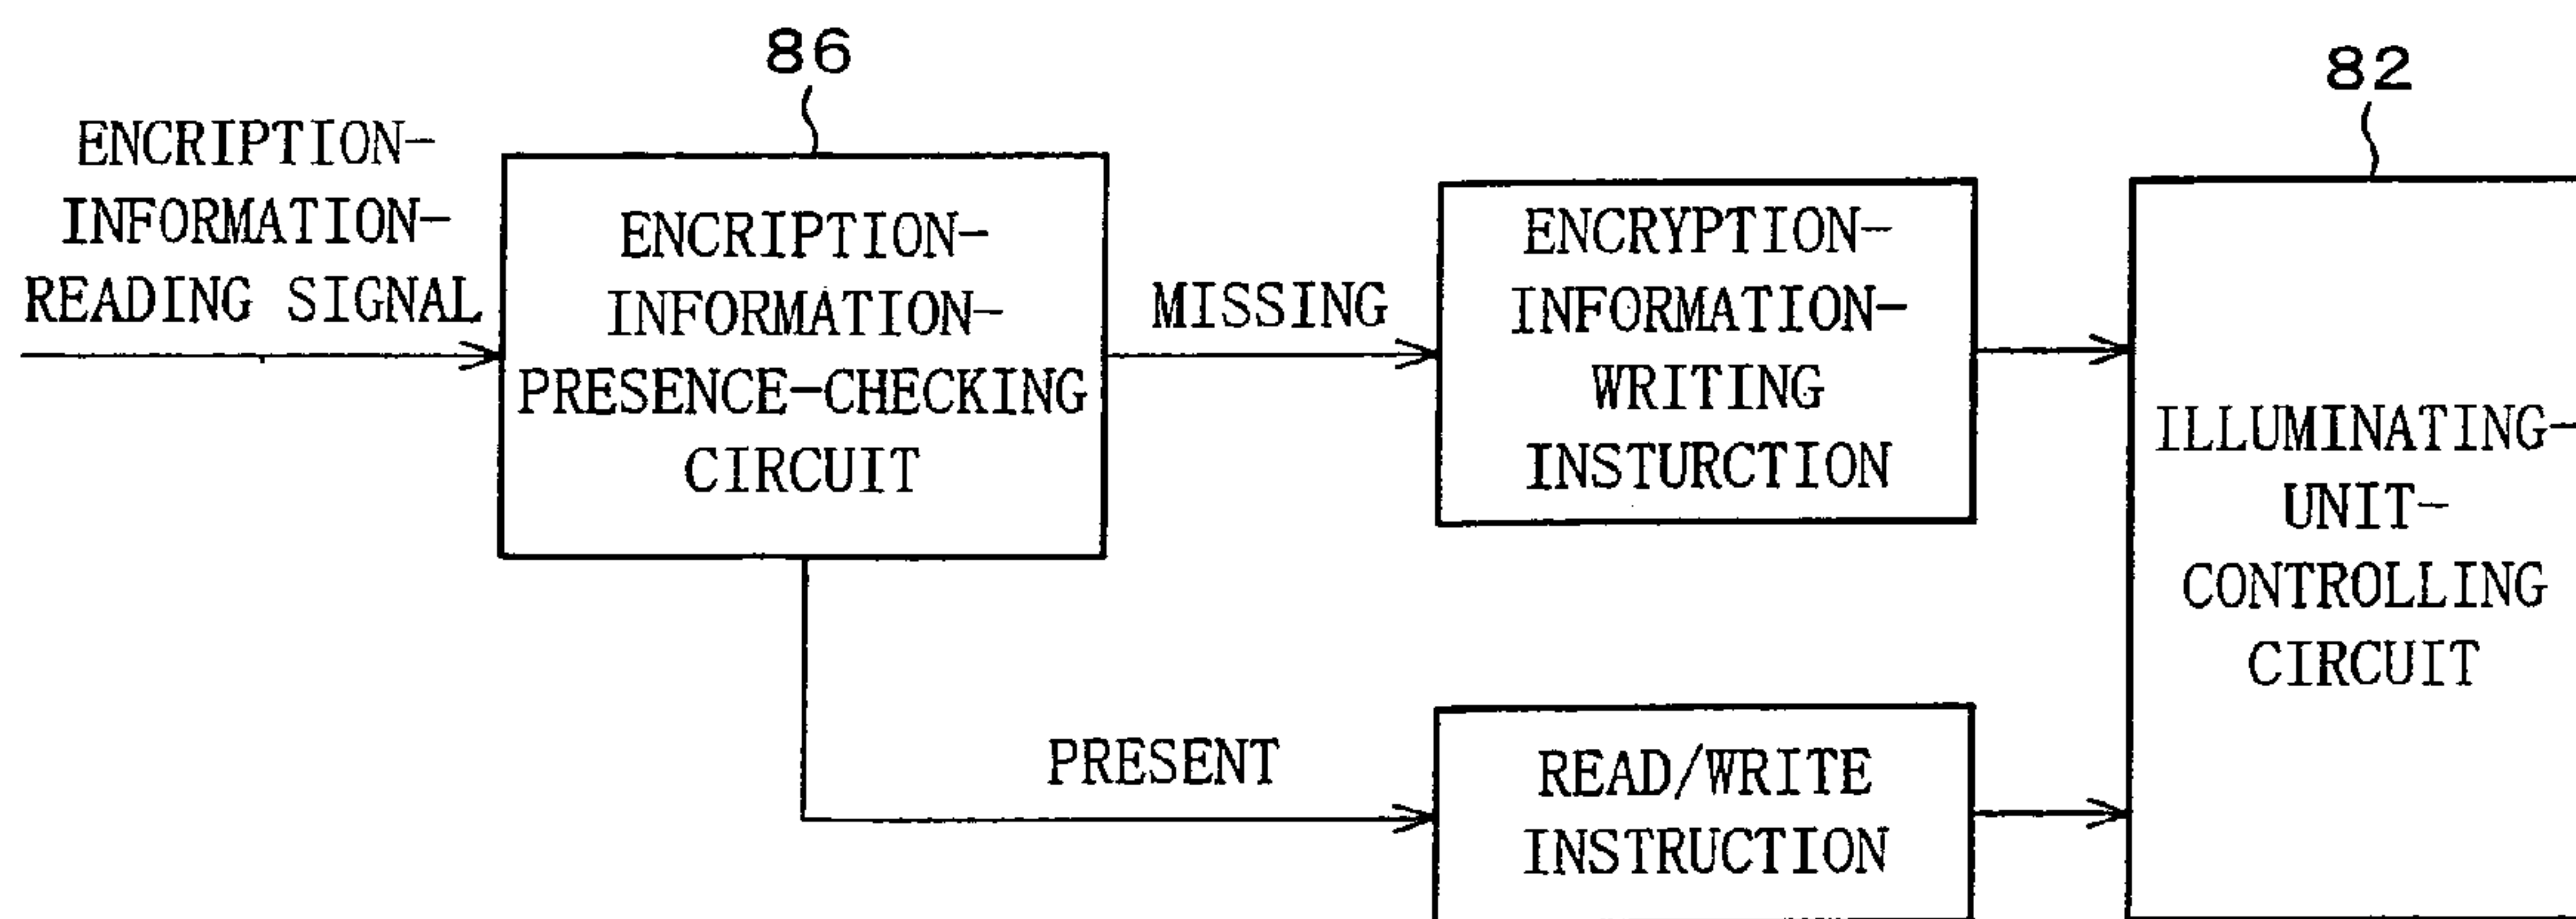 86
82
ENCRIPTION-
INFORMATION-
READING SIGNAL
ENCRIPTION-
INFORMATION-
PRESENCE-CHECKING
CIRCUIT
MISSING
ENCRYPTION-
INFORMATION-
WRITING
INSTURCTION
ILLUMINATING-
UNIT-
CONTROLLING
CIRCUIT
PRESENT
READ/WRITE
INSTRUCTION